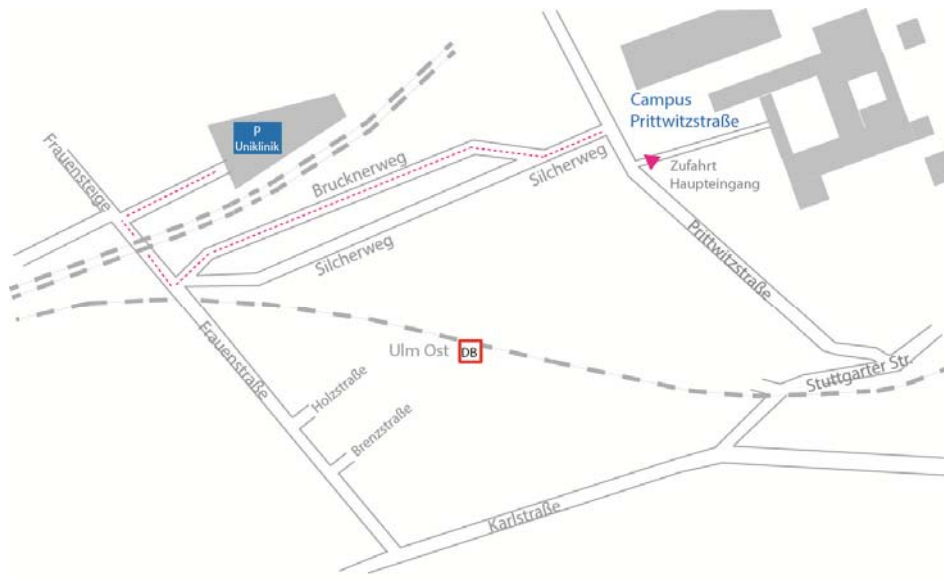 Campus
Prittwitzstraße
P
Uniklinik
Frauensteige
Brucknerweg
Silcherweg
Zufahrt
Haupteingang
Silcherweg
Prittwitzstraße
Ulm Ost
DB
Frauenstraße
Stuttgarter Str.
Holzstraße
Brenzstraße
Karlstraße